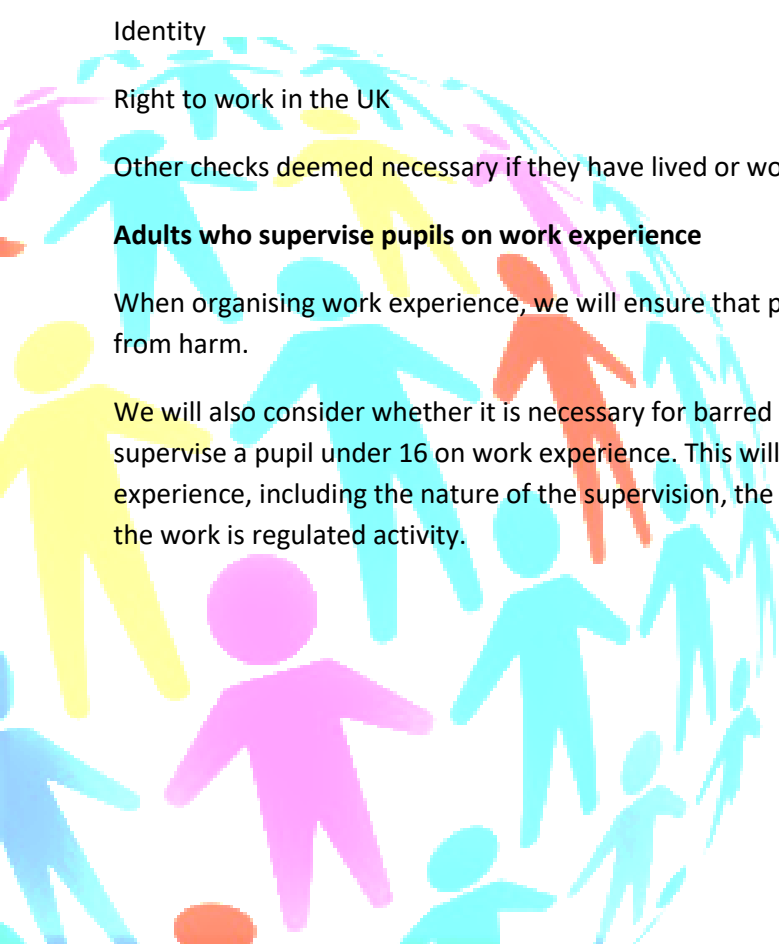 Identity
Right to work in the UK
Other checks deemed necessary if they have lived or wo
Adults who supervise pupils on work experience
When organising work experience, we will ensure that p
from harm.
We will also consider whether it is necessary for barred
supervise a pupil under 16 on work experience. This will
experience, including the nature of the supervision, the
the work is regulated activity.